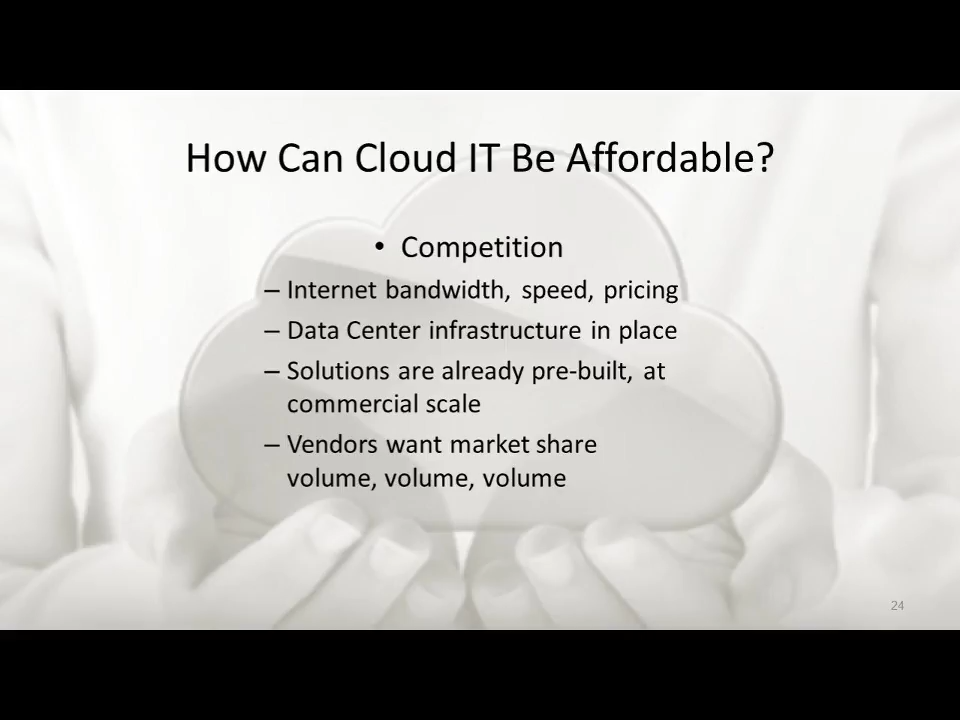 How Can Cloud IT Be Affordable?
• Competition
– Internet bandwidth, speed, pricing
– Data Center infrastructure in place
– Solutions are already pre-built, at
commercial scale
– Vendors want market share
volume, volume, volume
24